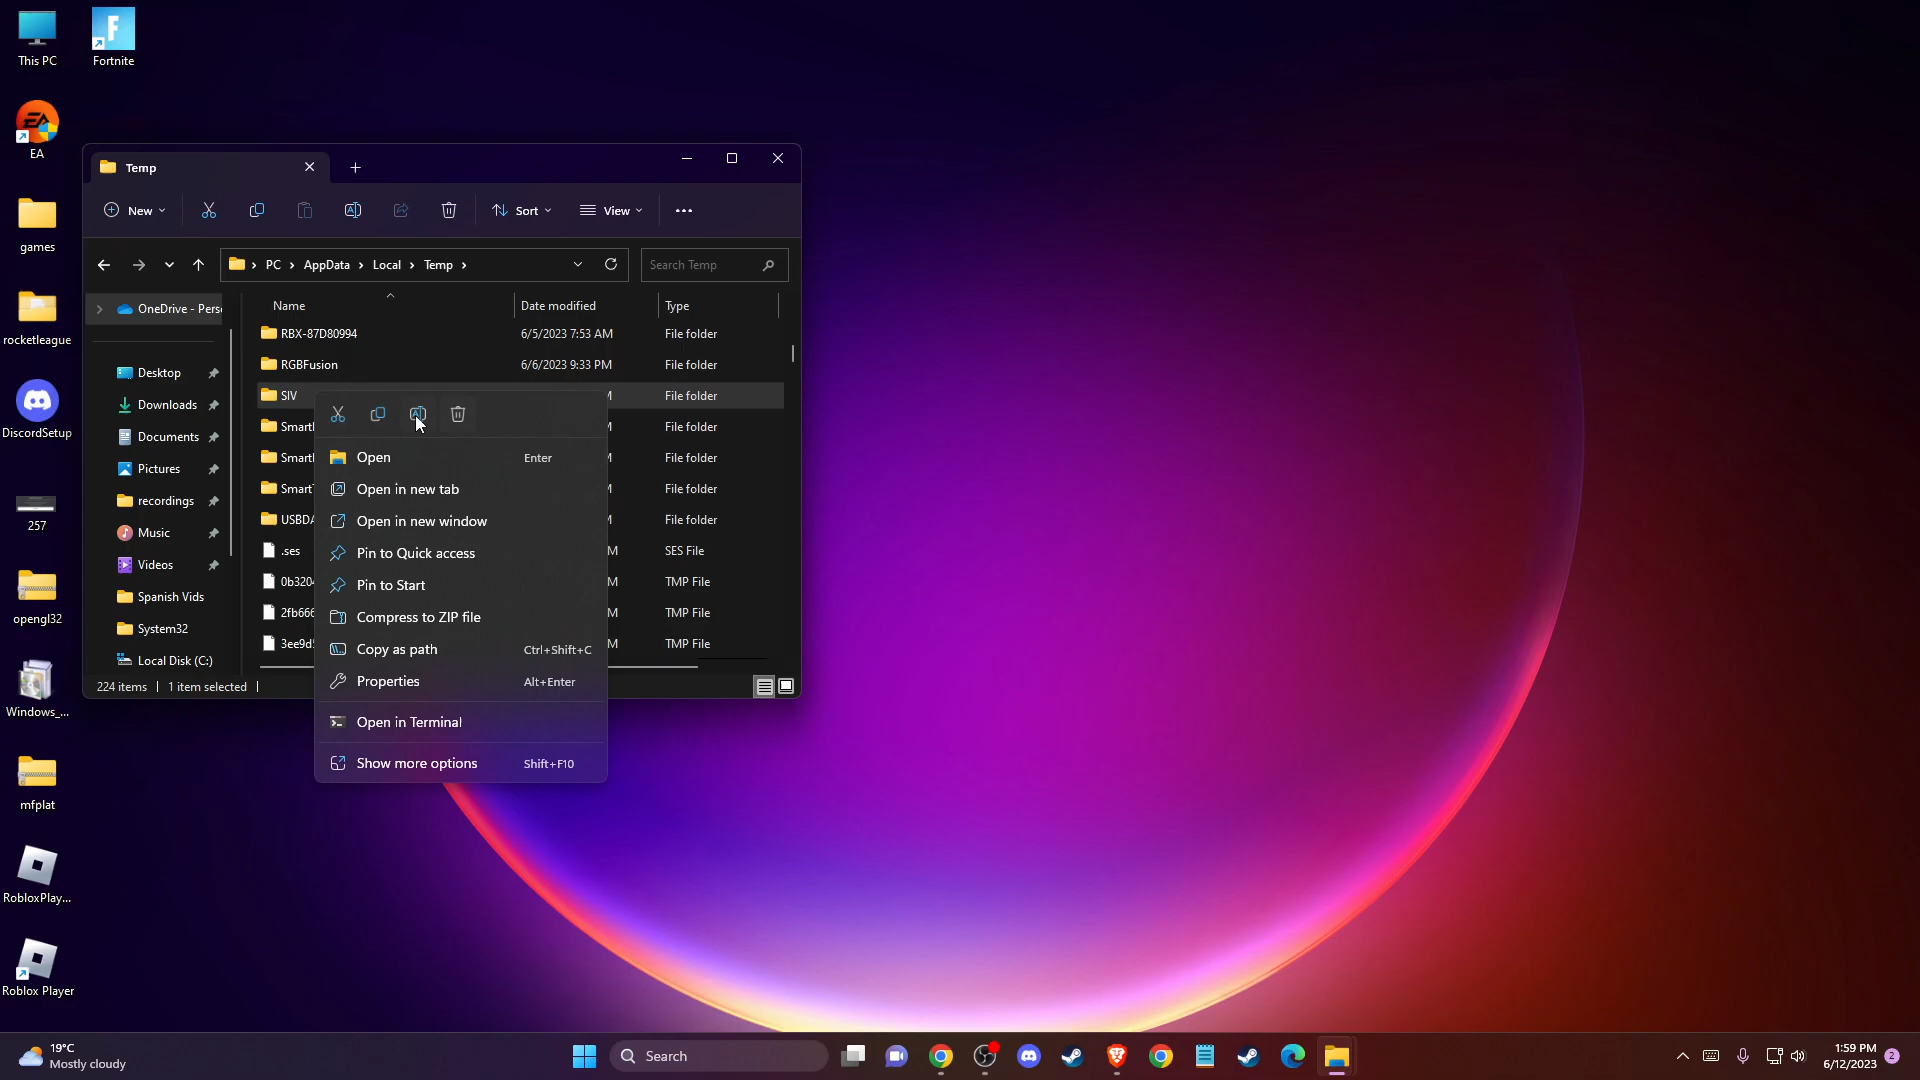 This PC
Fortnite
EA
games
rocketleague
DiscordSetup
257
opengl32
Windows_...
mfplat
RobloxPlay...
Roblox Player
Temp
New
Sort
View
PC
AppData
Local
Temp
Search Temp
OneDrive - Pers
Desktop
Downloads
Documents
Pictures
recordings
Music
Videos
Spanish Vids
System32
Local Disk (C:)
Name Date modified Type
RBX-87D80994 6/5/2023 7:53 AM File folder
RGBFusion 6/6/2023 9:33 PM File folder
SIV File folder
Smart File folder
Smart File folder
Smart File folder
USBDA File folder
.ses M SES File
0b3204 M TMP File
2fb666 M TMP File
3ee9d M TMP File
224 items 1 item selected
Open Enter
Open in new tab
Open in new window
Pin to Quick access
Pin to Start
Compress to ZIP file
Copy as path Ctrl+Shift+C
Properties Alt+Enter
Open in Terminal
Show more options Shift+F10
19°C
Mostly cloudy
Search
1:59 PM
6/12/2023
2